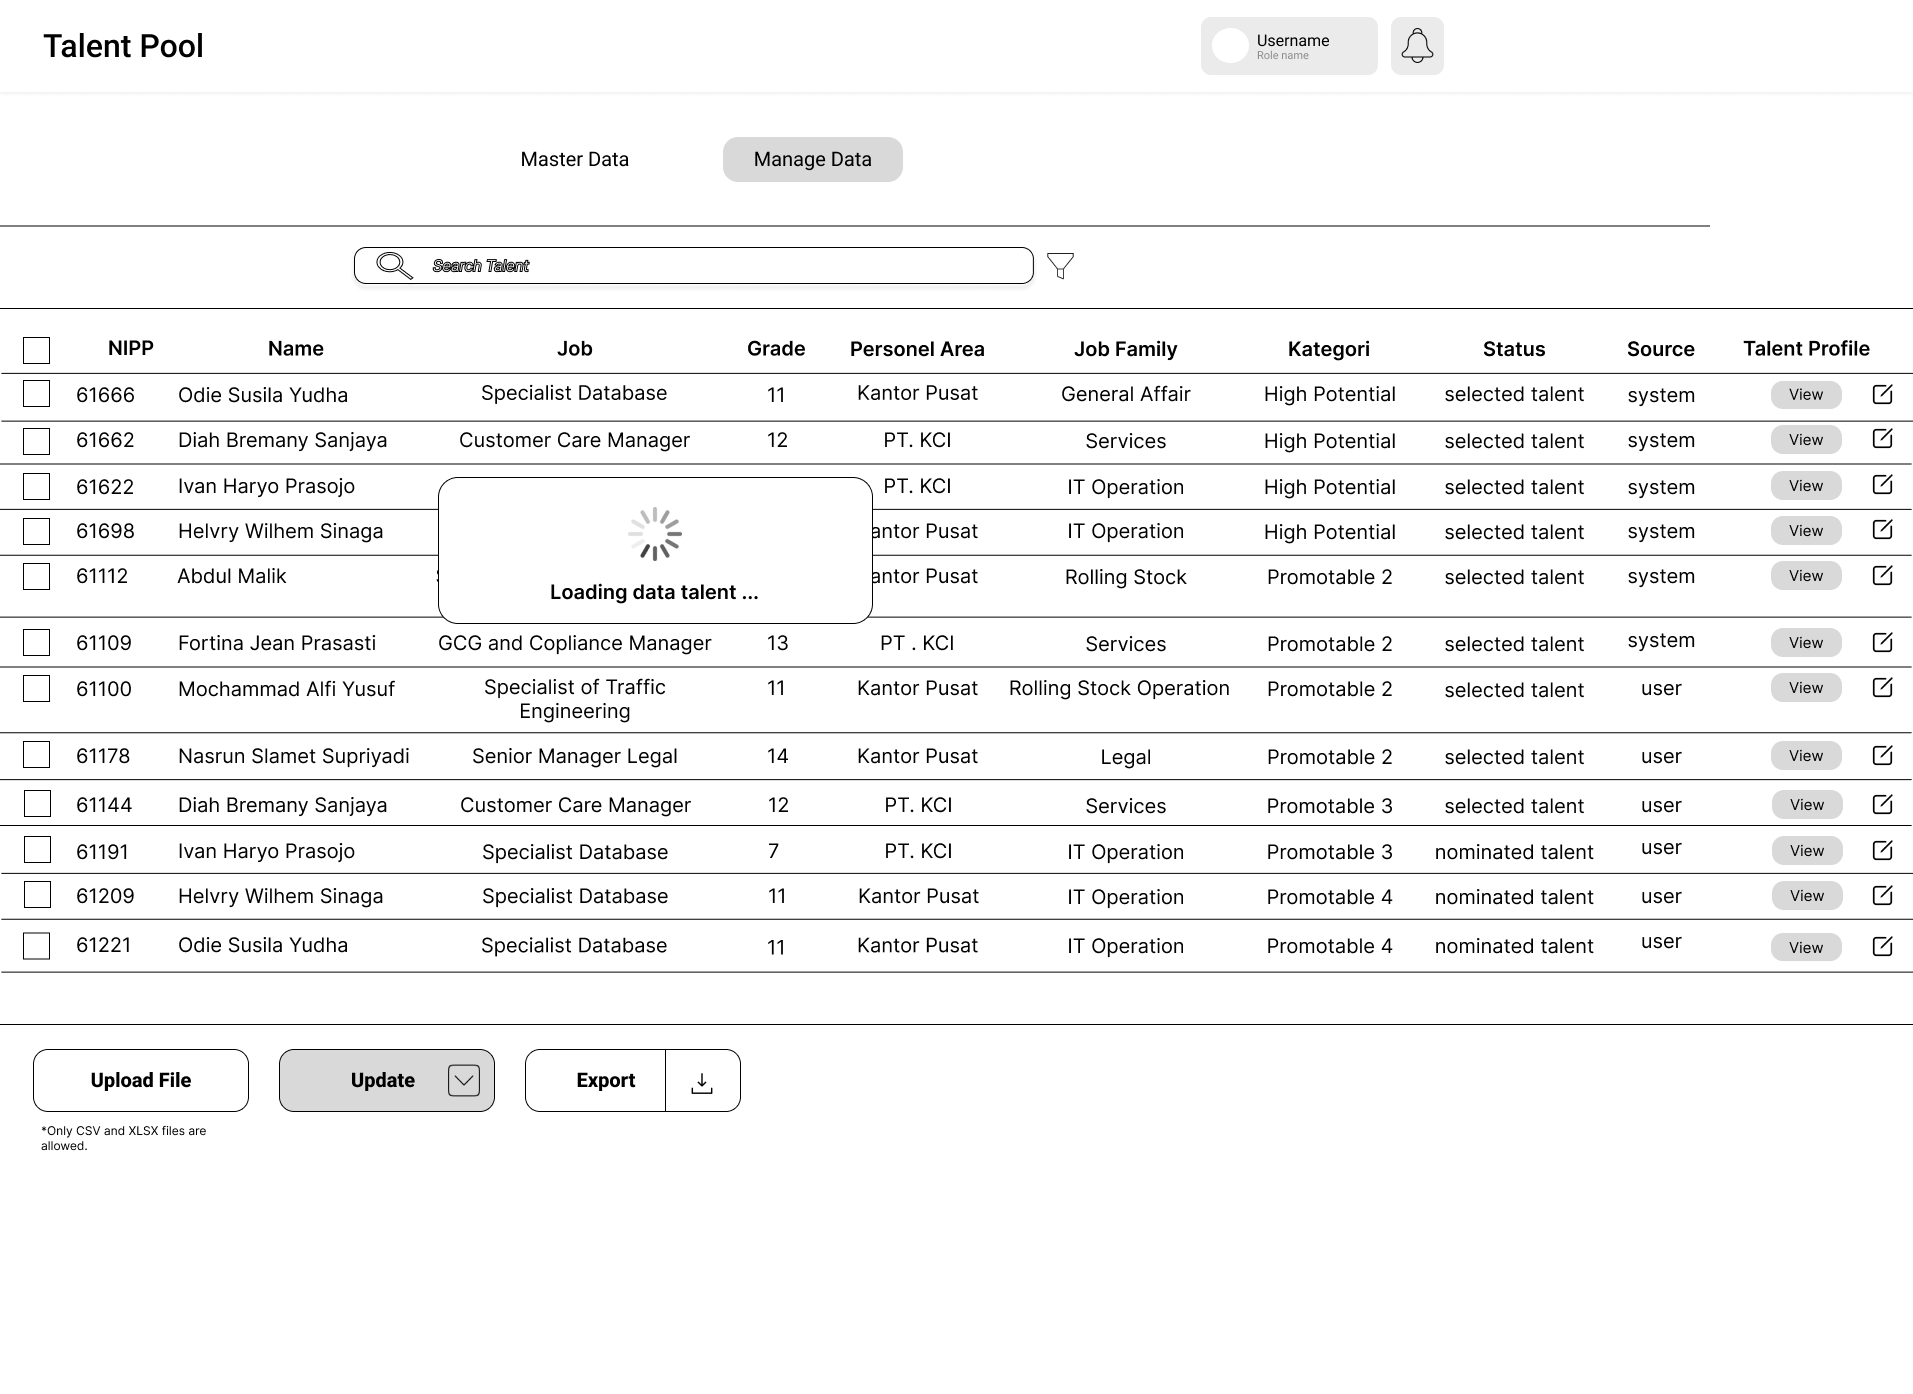 Talent Pool
Username
Role name
Master Data
Manage Data
Search Talent
NIPP Name Job Grade Personel Area Job Family Kategori Status Source Talent Profile
61666 Odie Susila Yudha Specialist Database 11 Kantor Pusat General Affair High Potential selected talent system View
61662 Diah Bremany Sanjaya Customer Care Manager 12 PT. KCI Services High Potential selected talent system View
61622 Ivan Haryo Prasojo PT. KCI IT Operation High Potential selected talent system View
61698 Helvry Wilhem Sinaga antor Pusat IT Operation High Potential selected talent system View
61112 Abdul Malik antor Pusat Rolling Stock Promotable 2 selected talent system View
Loading data talent ...
61109 Fortina Jean Prasasti GCG and Copliance Manager 13 PT . KCI Services Promotable 2 selected talent system View
61100 Mochammad Alfi Yusuf Specialist of Traffic 11 Kantor Pusat Rolling Stock Operation Promotable 2 selected talent user View
Engineering
61178 Nasrun Slamet Supriyadi Senior Manager Legal 14 Kantor Pusat Legal Promotable 2 selected talent user View
61144 Diah Bremany Sanjaya Customer Care Manager 12 PT. KCI Services Promotable 3 selected talent user View
61191 Ivan Haryo Prasojo Specialist Database 7 PT. KCI IT Operation Promotable 3 nominated talent user View
61209 Helvry Wilhem Sinaga Specialist Database 11 Kantor Pusat IT Operation Promotable 4 nominated talent user View
61221 Odie Susila Yudha Specialist Database 11 Kantor Pusat IT Operation Promotable 4 nominated talent user View
Upload File
Update
Export
*Only CSV and XLSX files are
allowed.